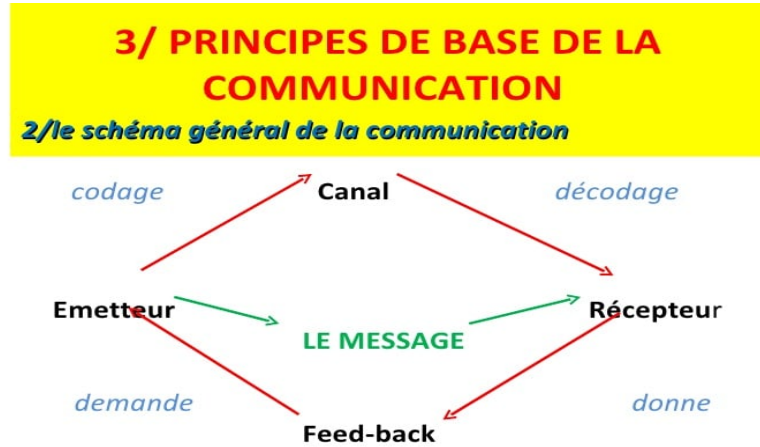 3/ PRINCIPES DE BASE DE LA
COMMUNICATION
2/le schéma général de la communication
codage
Canal
décodage
Emetteur
Récepteur
LE MESSAGE
demande
donne
Feed-back